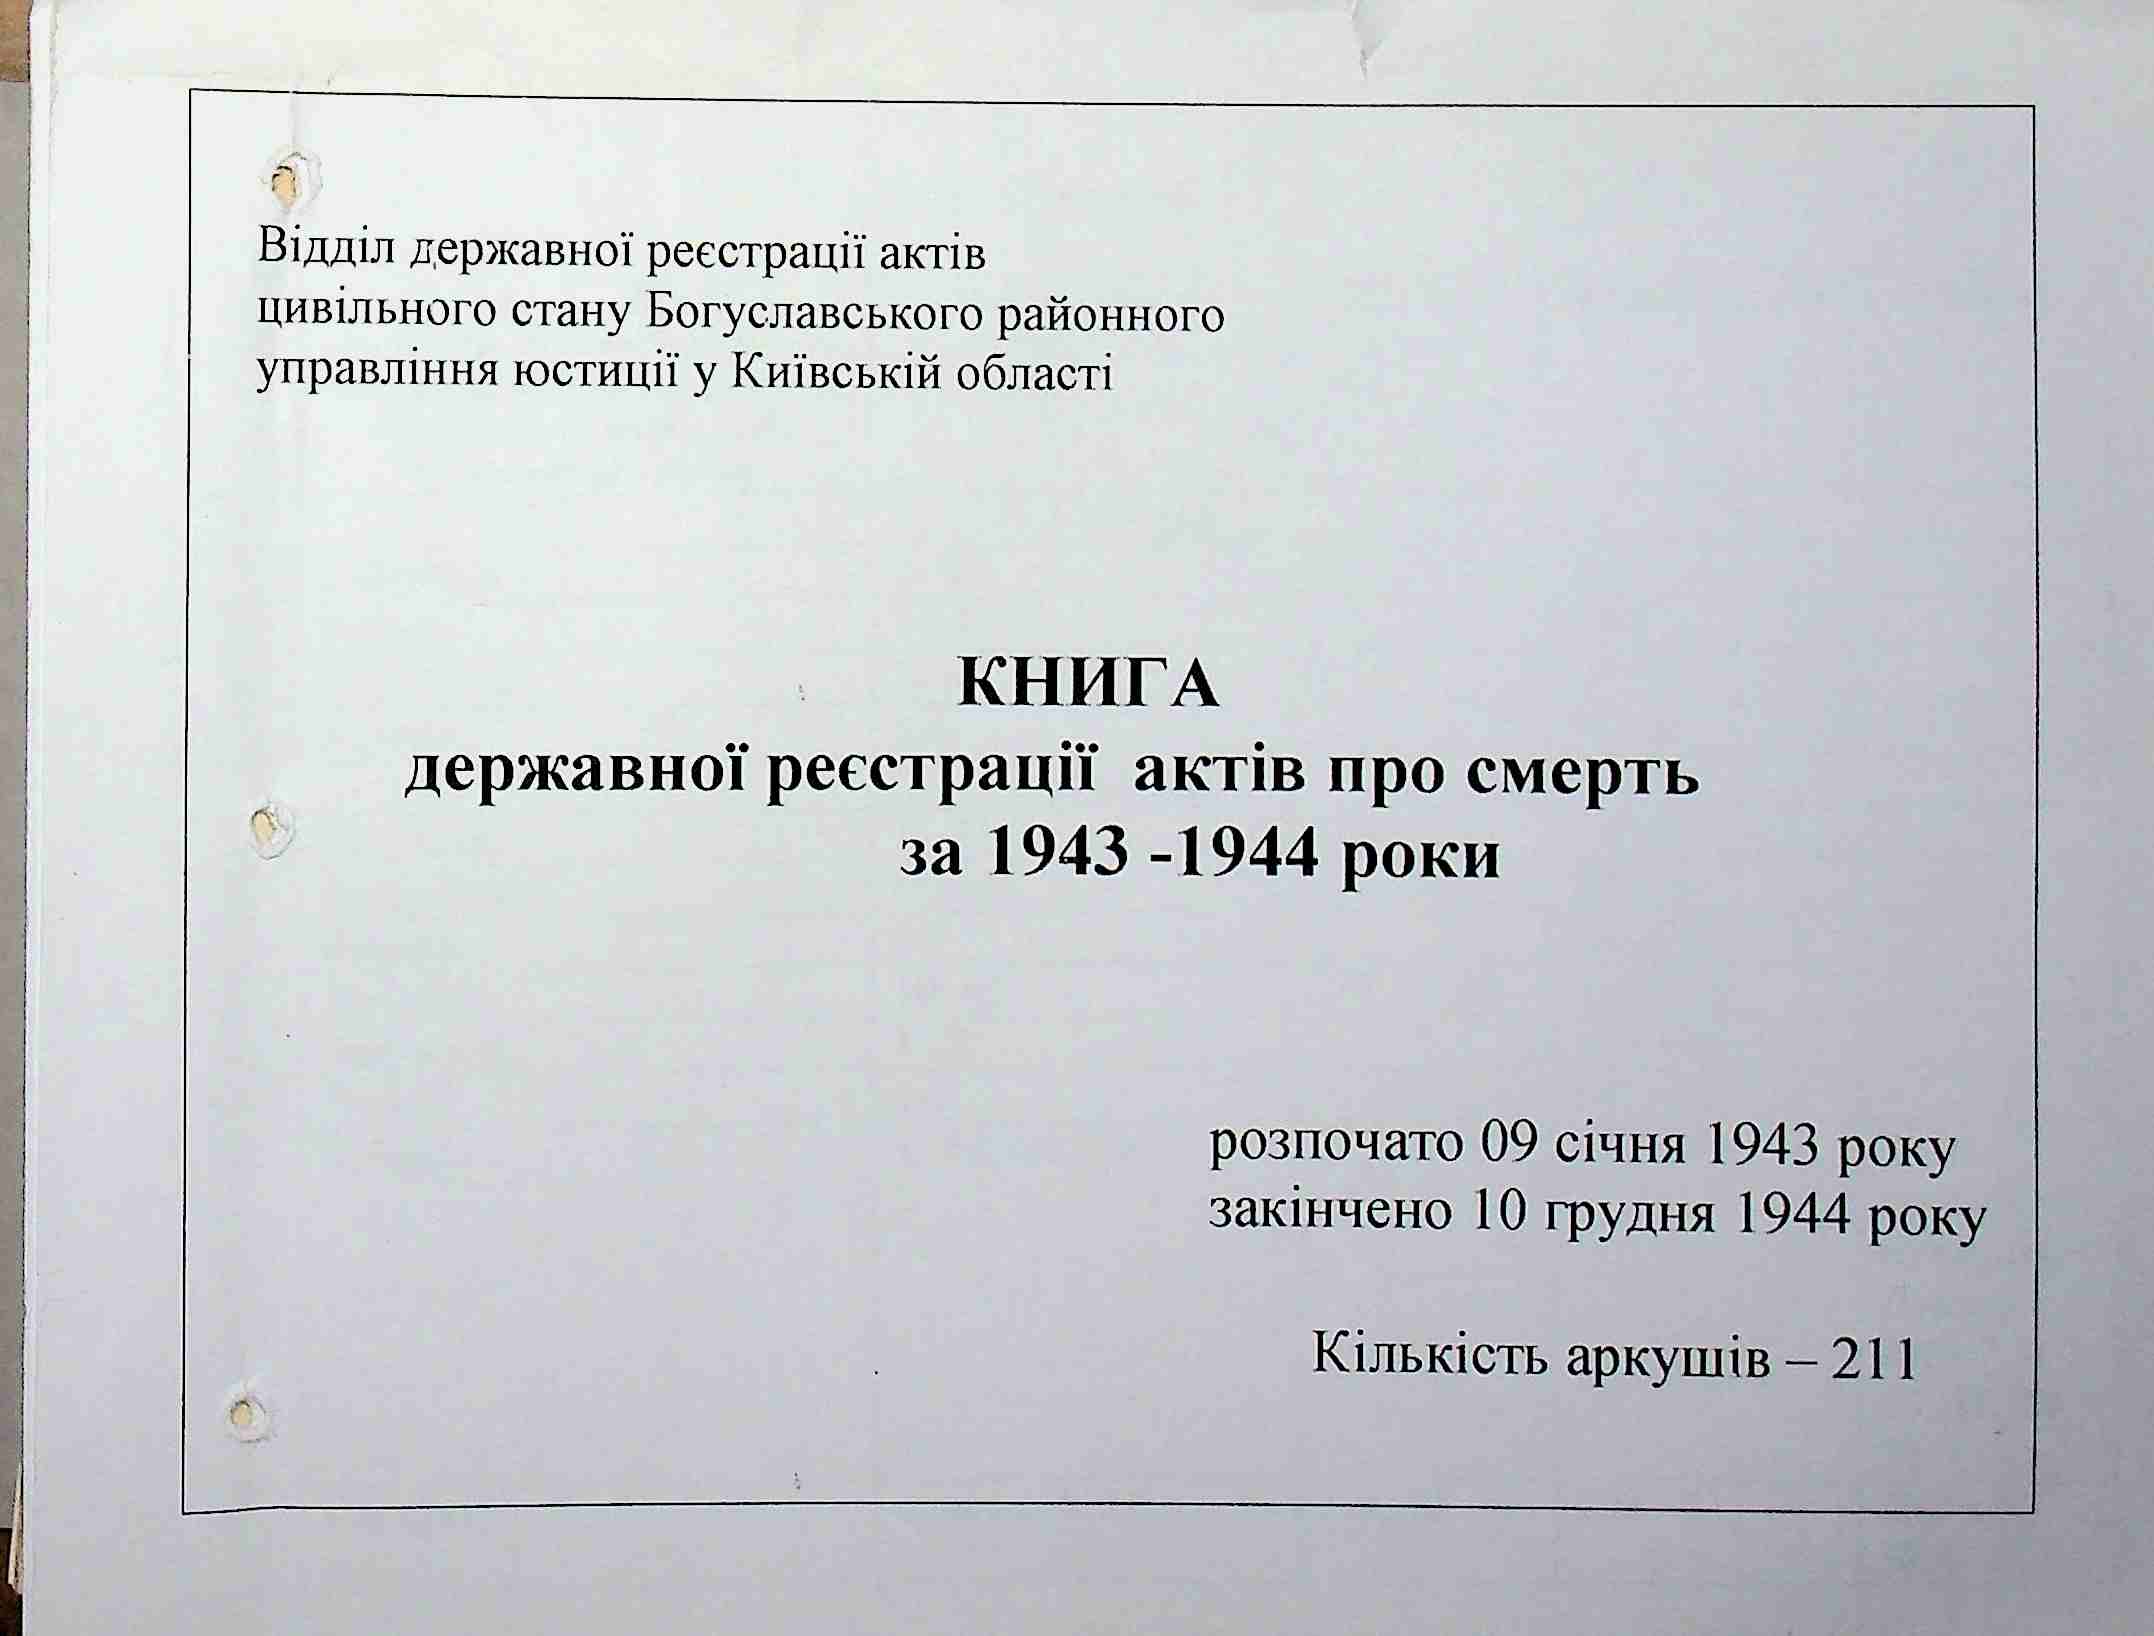 Відділ державної реєстрації актів
цивільного стану Богуславського районного
управління юстиції у Київській області
КНИГА
державної реєстрації актів про смерть
за 1943 -1944 роки
розпочато 09 січня 1943 року
закінчено 10 грудня 1944 року
Кількість аркушів – 211